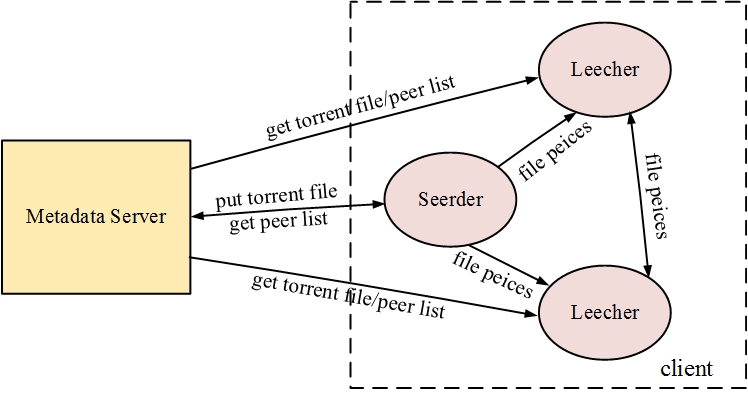 Leecher
get torrent file/peer list
file peices
file peices
put torrent file
Seerder
Metadata Server
get peer list
file peices
get torrent file/peer list
Leecher
client